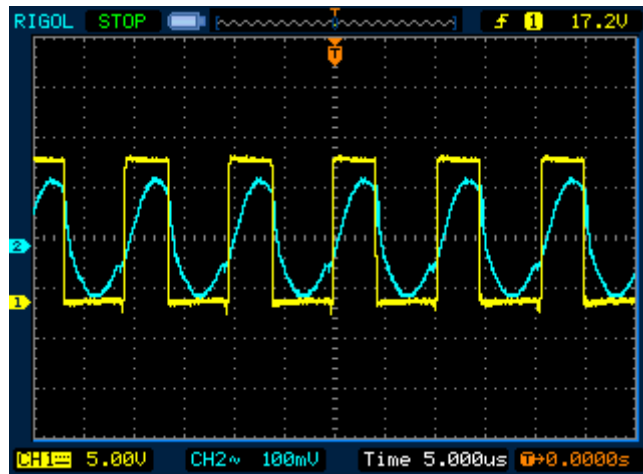 RIGOL STOP T f 1 17.2V
T
2
1
CH1 5.00V CH2~ 100mV Time 5.000us T→0.0000s